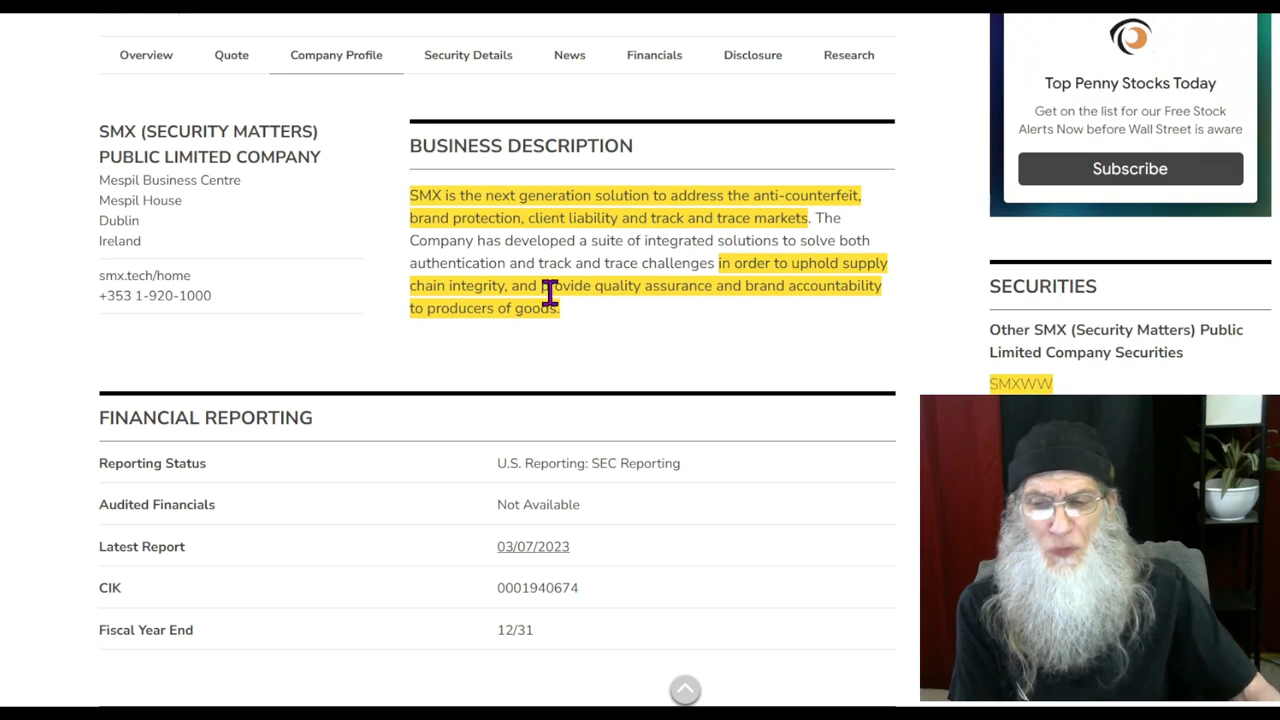 Overview Quote Company Profile Security Details News Financials Disclosure Research
SMX (SECURITY MATTERS)
PUBLIC LIMITED COMPANY
Mespil Business Centre
Mespil House
Dublin
Ireland
smx.tech/home
+353 1-920-1000
BUSINESS DESCRIPTION
SMX is the next generation solution to address the anti-counterfeit,
brand protection, client liability and track and trace markets. The
Company has developed a suite of integrated solutions to solve both
authentication and track and trace challenges in order to uphold supply
chain integrity, and provide quality assurance and brand accountability
to producers of goods.
FINANCIAL REPORTING
Reporting Status U.S. Reporting: SEC Reporting
Audited Financials Not Available
Latest Report 03/07/2023
CIK 0001940674
Fiscal Year End 12/31
Top Penny Stocks Today
Get on the list for our Free Stock
Alerts Now before Wall Street is aware
Subscribe
SECURITIES
Other SMX (Security Matters) Public
Limited Company Securities
SMXWW